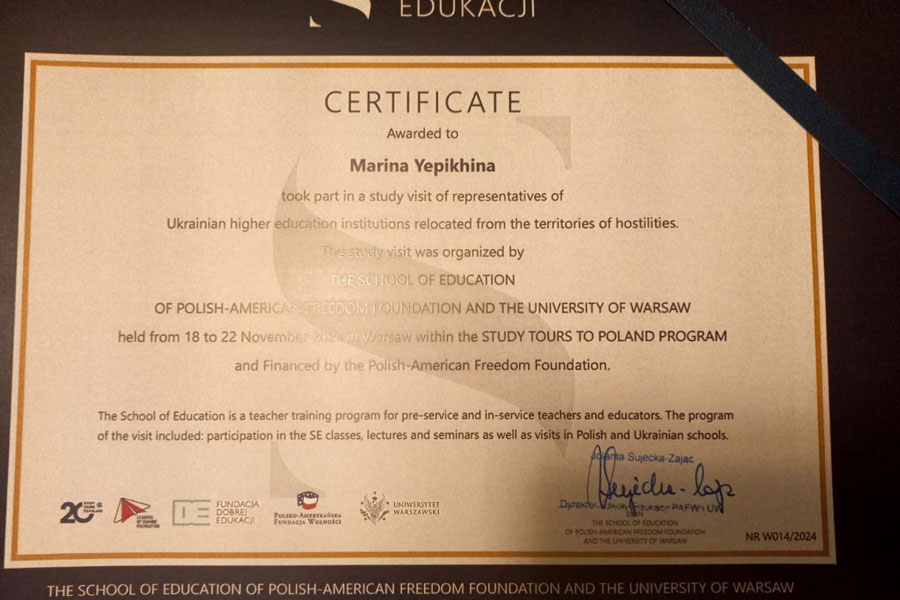 EDUKACJI
CERTIFICATE
Awarded to
Marina Yepikhina
took part in a study visit of representatives of
Ukrainian higher education institutions relocated from the territories of hostilities.
The study visit was organized by
THE SCHOOL OF EDUCATION
OF POLISH-AMERICAN FREEDOM FOUNDATION AND THE UNIVERSITY OF WARSAW
held from 18 to 22 November in Warsaw within the STUDY TOURS TO POLAND PROGRAM
and Financed by the Polish-American Freedom Foundation.
The School of Education is a teacher training program for pre-service and in-service teachers and educators. The program
of the visit included: participation in the SE classes, lectures and seminars as well as visits in Polish and Ukrainian schools.
Jolanta Sujecka-Zając
PAFW i UW
THE SCHOOL OF EDUCATION
OF POLISH-AMERICAN FREEDOM FOUNDATION
AND THE UNIVERSITY OF WARSAW
20
FUNDACJA
DOBREJ
EDUKACJI
POLSKO-AMERYKAŃSKA
FUNDACJA WOLNOŚCI
UNIWERSYTET
WARSZAWSKI
NR W014/2024
THE SCHOOL OF EDUCATION OF POLISH-AMERICAN FREEDOM FOUNDATION AND THE UNIVERSITY OF WARSAW